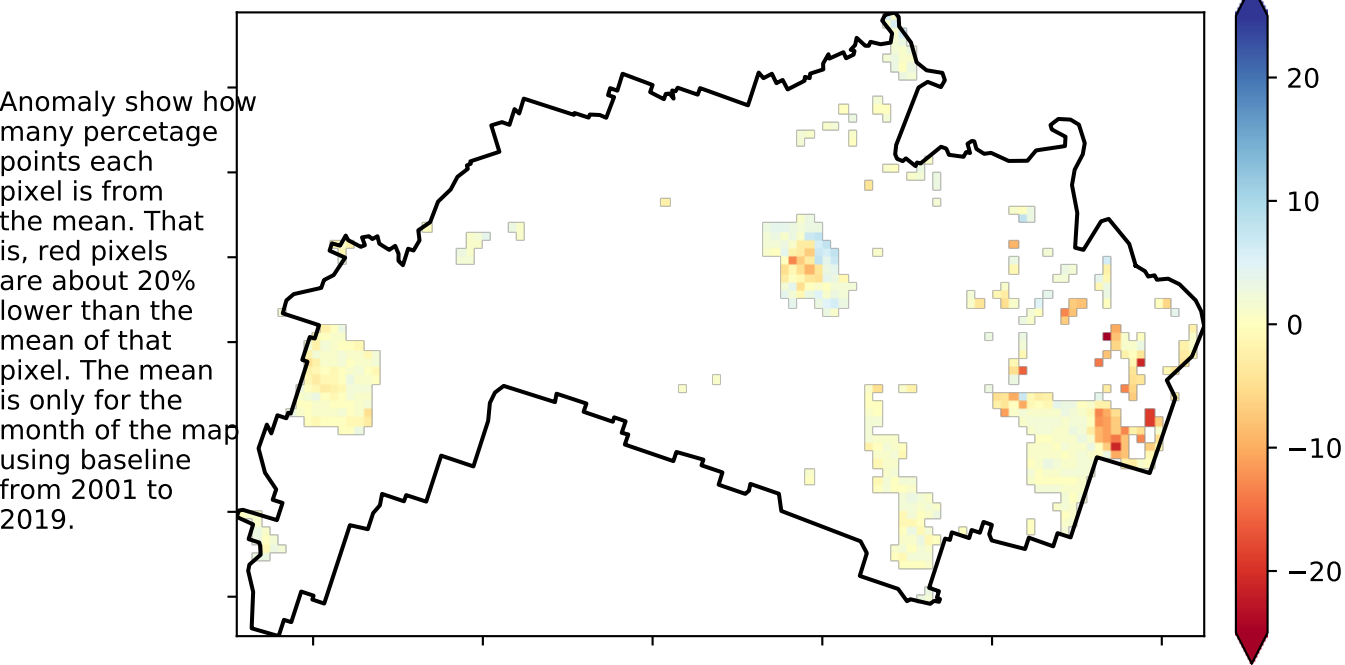 Anomaly show how
many percetage
points each
pixel is from
the mean. That
is, red pixels
are about 20%
lower than the
mean of that
pixel. The mean
is only for the
month of the map
using baseline
from 2001 to
2019.
20
10
0
−10
−20